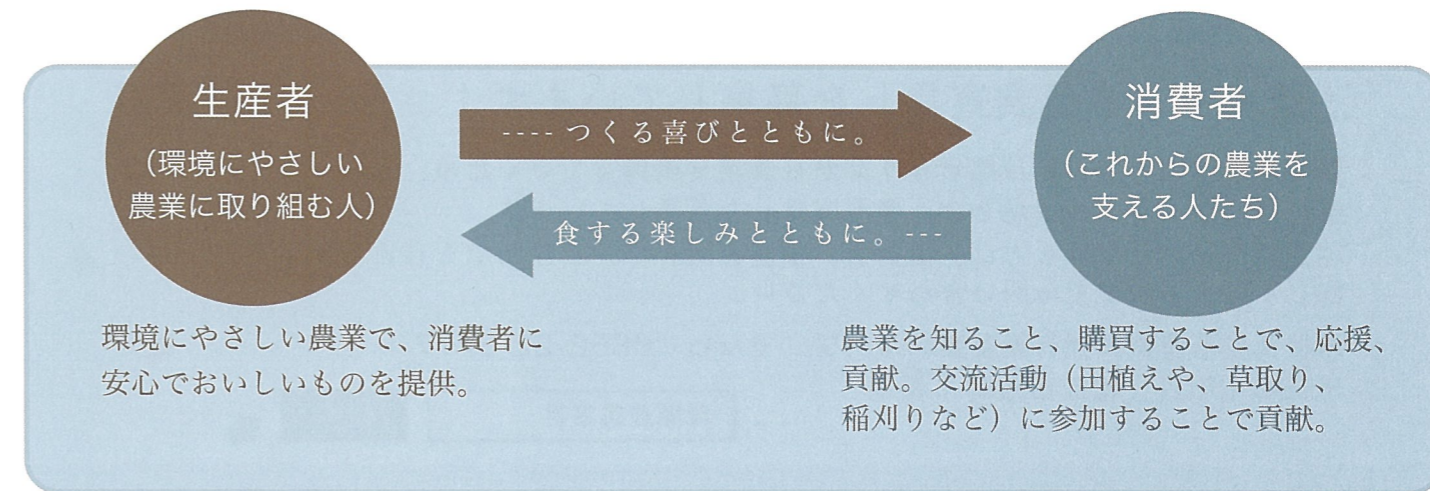 生産者
（環境にやさしい
農業に取り組む人）
---- つくる喜びとともに。
食する楽しみとともに。---
消費者
（これからの農業を
支える人たち）
環境にやさしい農業で、消費者に
安心でおいしいものを提供。
農業を知ること、購買することで、応援、
貢献。交流活動（田植えや、草取り、
稲刈りなど）に参加することで貢献。